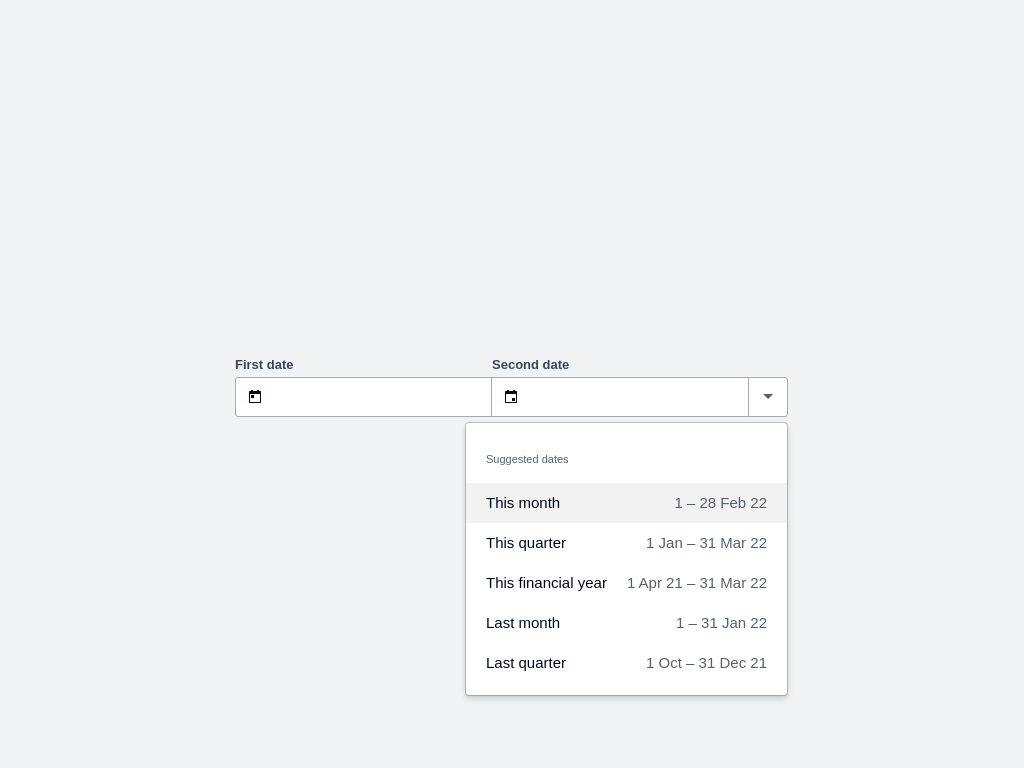 First date
Second date
Suggested dates
This month 1 – 28 Feb 22
This quarter 1 Jan – 31 Mar 22
This financial year 1 Apr 21 – 31 Mar 22
Last month 1 – 31 Jan 22
Last quarter 1 Oct – 31 Dec 21